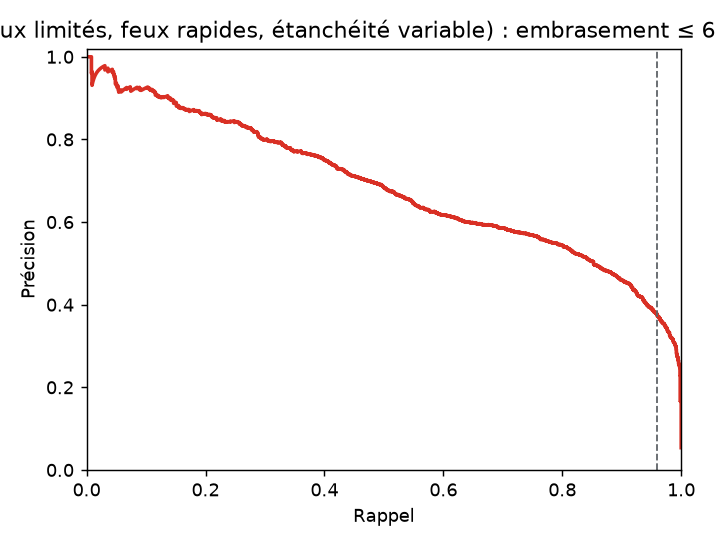 ux limités, feux rapides, étanchéité variable) : embrasement ≤ 6
1.0
0.8
0.6
0.4
0.2
0.0
Précision
0.0 0.2 0.4 0.6 0.8 1.0
Rappel